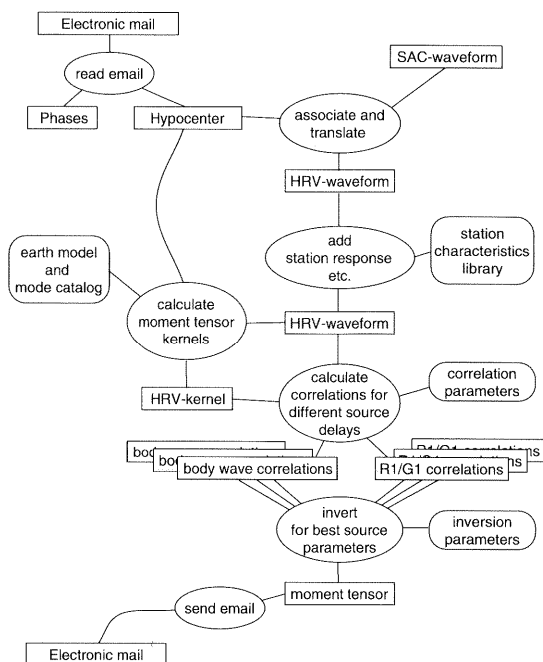 Electronic mail
read email
SAC-waveform
Phases
Hypocenter
associate and
translate
HRV-waveform
earth model
and
mode catalog
add
station response
etc.
station
characteristics
library
calculate
moment tensor
kernels
HRV-waveform
HRV-kernel
calculate
correlations for
different source
delays
correlation
parameters
body wave correlations
R1/G1 correlations
R1/G1 correlations
invert
for best source
parameters
inversion
parameters
moment tensor
send email
Electronic mail